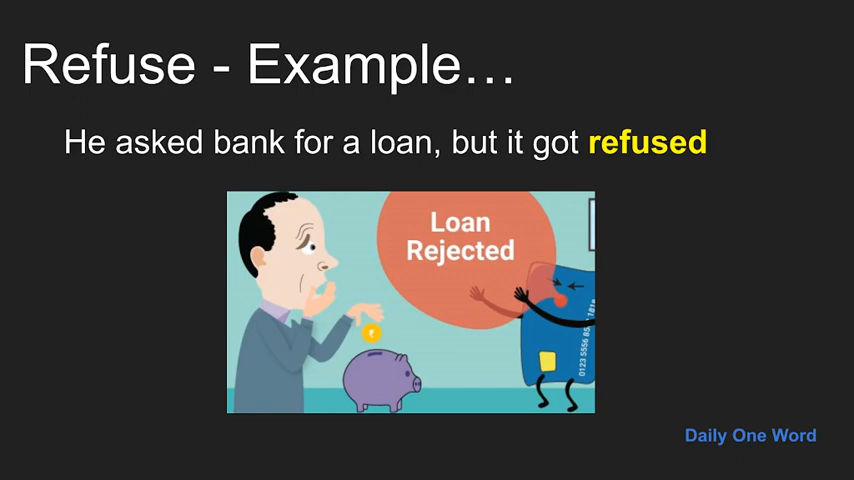 Refuse - Example…
He asked bank for a loan, but it got refused
Loan
Rejected
Daily One Word